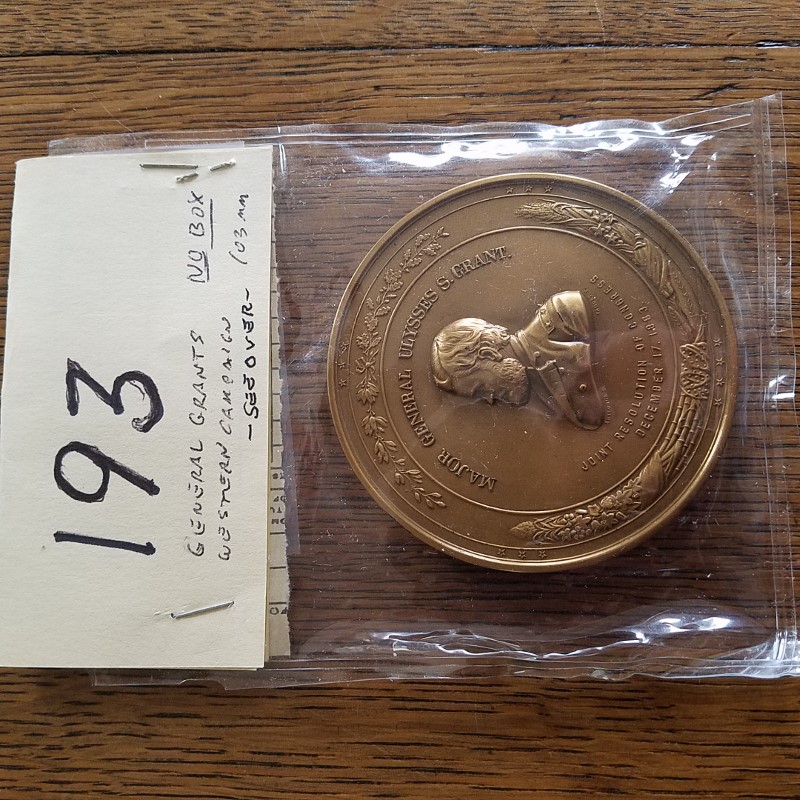 193
GENERAL GRANTS NO BOX
WESTERN CAMPAIGN 103 mm
-SEE OVER-
MAJOR GENERAL ULYSSES S. GRANT.
JOINT RESOLUTION OF CONGRESS
DECEMBER 17 1863.